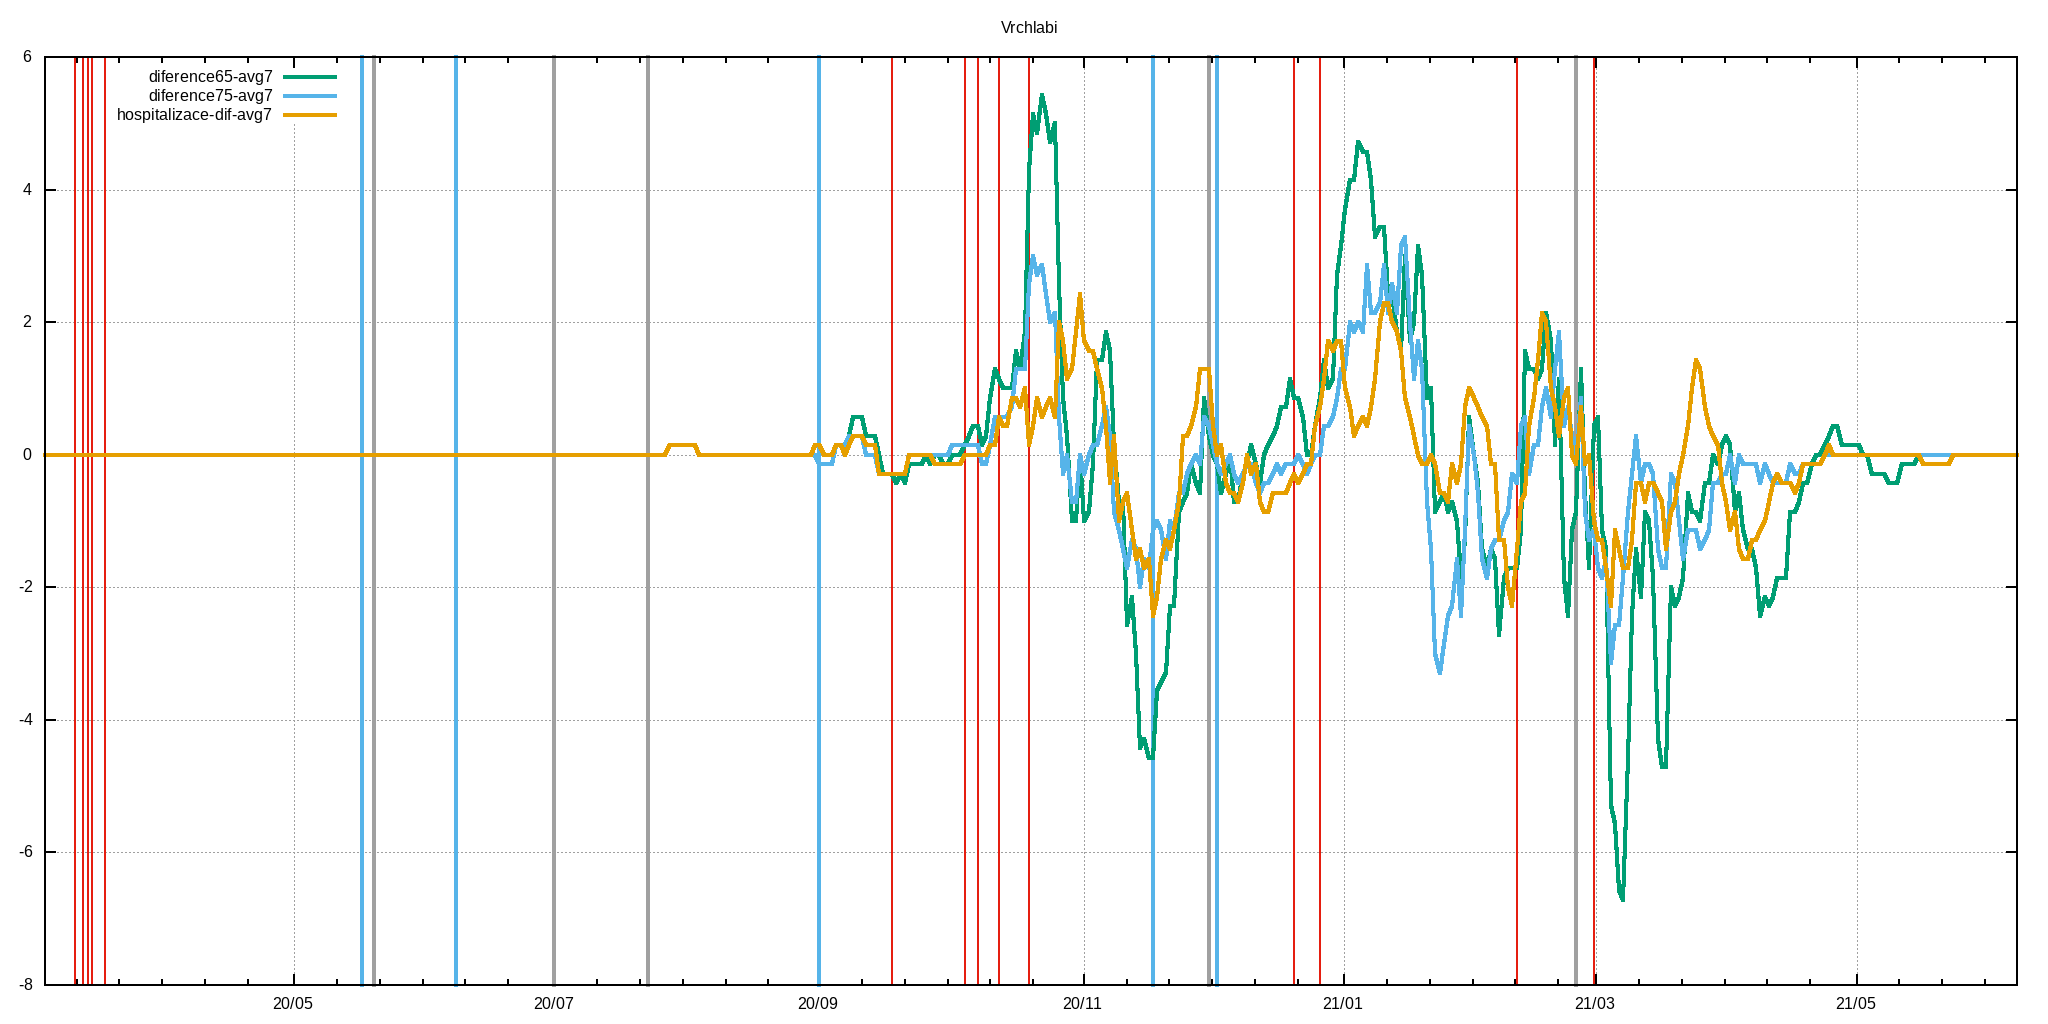 Vrchlabi
6
diference65-avg7
diference75-avg7
hospitalizace-dif-avg7
4
2
0
-2
-4
-6
-8
20/05 20/07 20/09 20/11 21/01 21/03 21/05